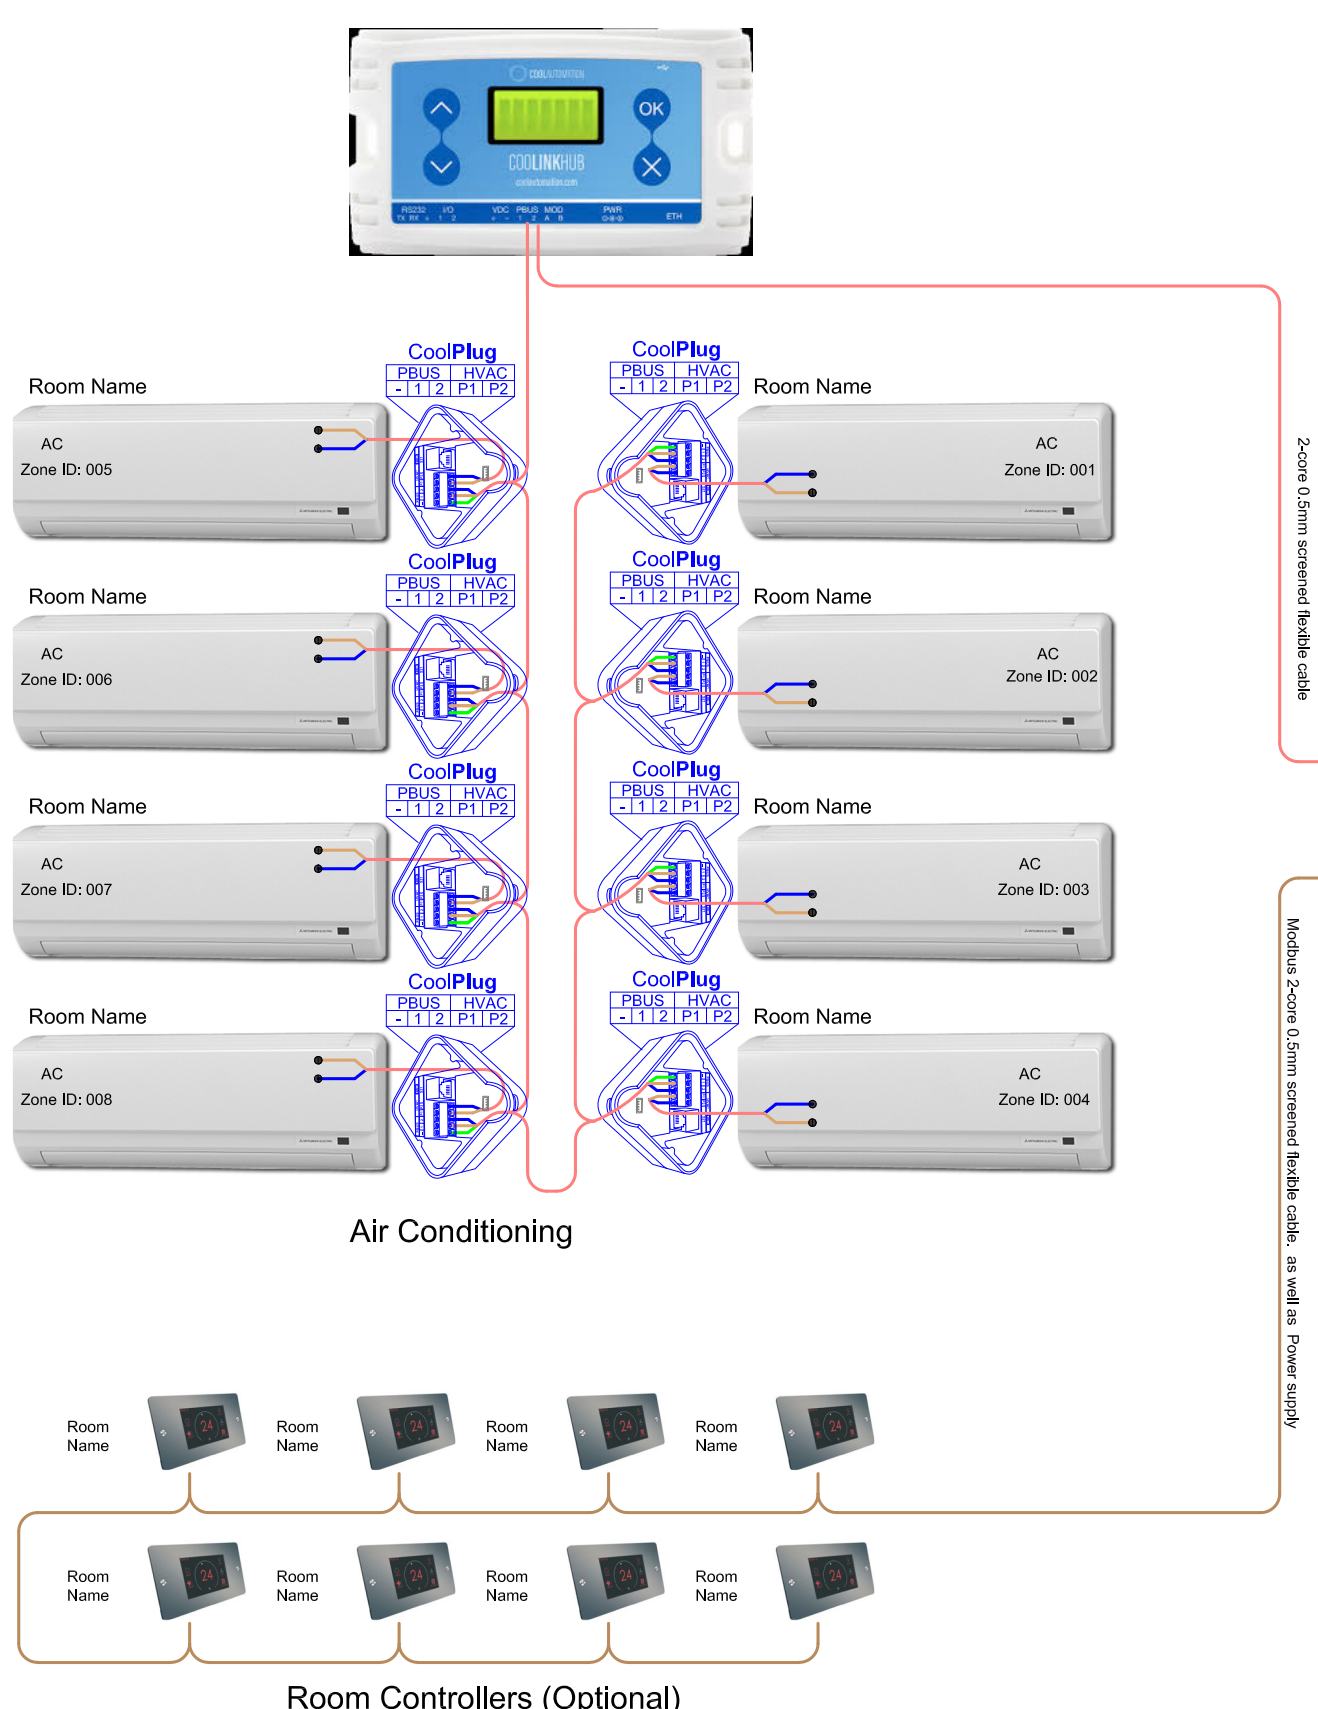 COOLAUTOMATION
OK
COOLINKHUB
coolautomation.com
RS232 I/O VDC PBUS MOD PWR
TX RX + 1 2 + - 1 2 A B ETH
CoolPlug
PBUS HVAC
- 1 2 P1 P2
CoolPlug
PBUS HVAC
- 1 2 P1 P2
Room Name
AC
Zone ID: 005
Room Name
AC
Zone ID: 001
CoolPlug
PBUS HVAC
- 1 2 P1 P2
CoolPlug
PBUS HVAC
- 1 2 P1 P2
Room Name
AC
Zone ID: 006
Room Name
AC
Zone ID: 002
CoolPlug
PBUS HVAC
- 1 2 P1 P2
CoolPlug
PBUS HVAC
- 1 2 P1 P2
Room Name
AC
Zone ID: 007
Room Name
AC
Zone ID: 003
CoolPlug
PBUS HVAC
- 1 2 P1 P2
CoolPlug
PBUS HVAC
- 1 2 P1 P2
Room Name
AC
Zone ID: 008
Room Name
AC
Zone ID: 004
2-core 0.5mm screened flexible cable
Modbus 2-core 0.5mm screened flexible cable. as well as Power supply
Air Conditioning
Room
Name
24
Room
Name
24
Room
Name
24
Room
Name
24
Room
Name
24
Room
Name
24
Room
Name
24
Room
Name
24
Room Controllers (Optional)